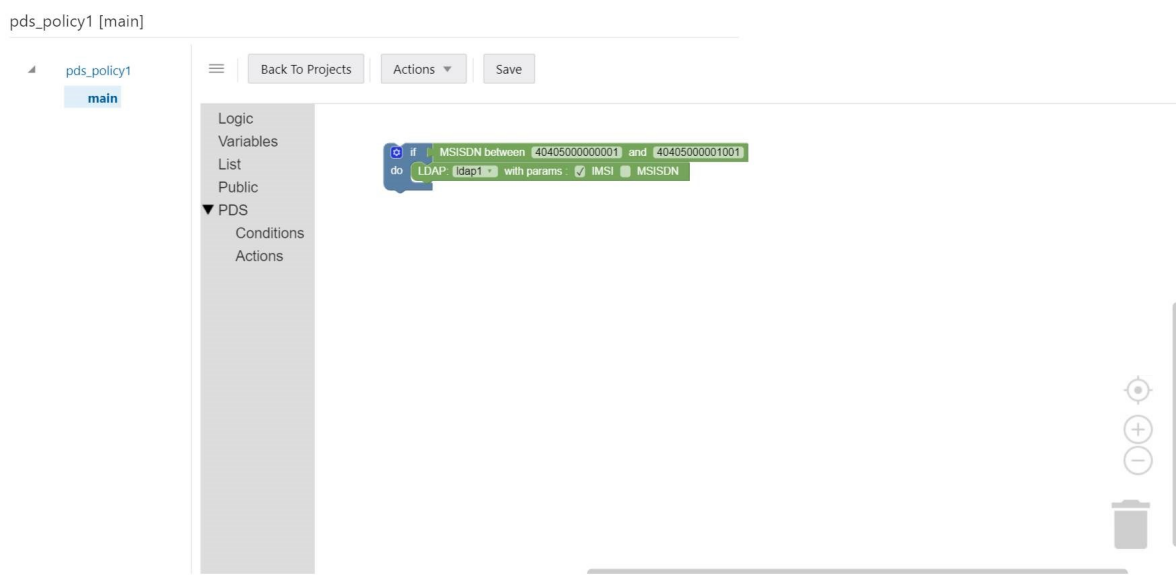 pds_policy1 [main]
pds_policy1
main
Back To Projects Actions Save
Logic
Variables
List
Public
PDS
Conditions
Actions
if MSISDN between 40405000000001 and 40405000001001
do LDAP: ldap1 with params : IMSI MSISDN